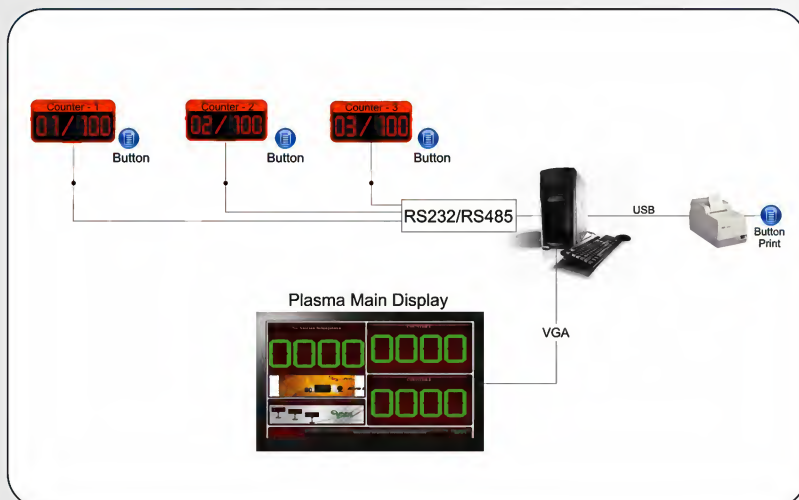 Counter - 1
01/100
Button
Counter - 2
02/100
Button
Counter - 3
03/100
Button
RS232/RS485
USB
Button
Print
Plasma Main Display
VGA
0000
0000
0000